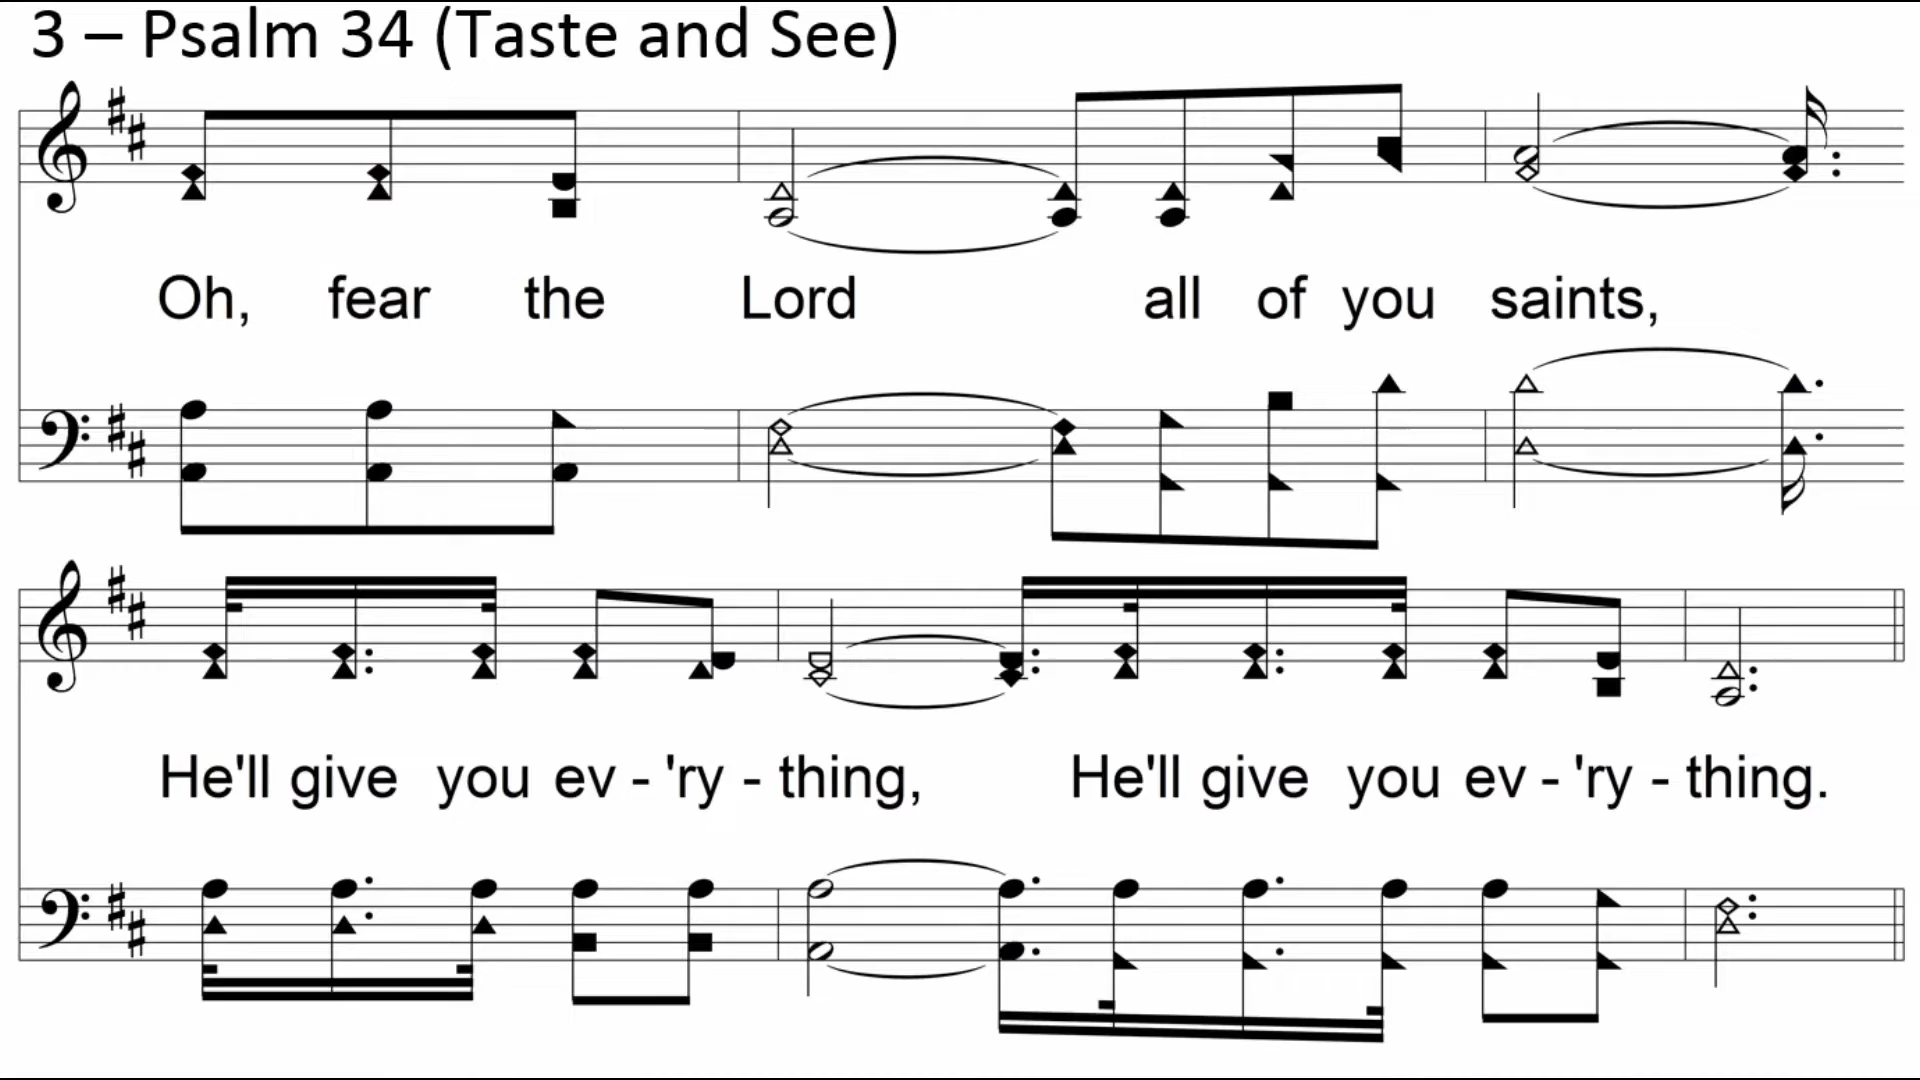 3 – Psalm 34 (Taste and See)
Oh, fear the Lord all of you saints,
He'll give you ev - 'ry - thing, He'll give you ev - 'ry - thing.